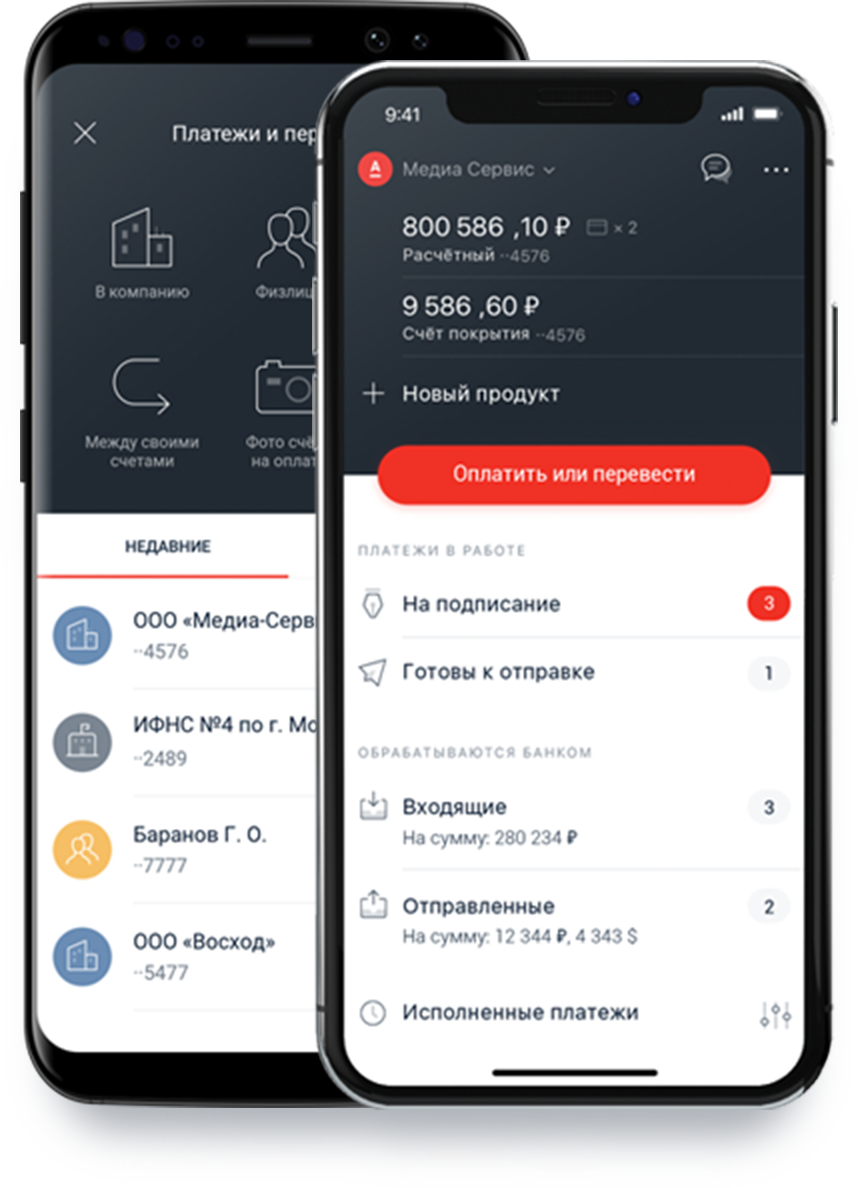 Платежи и пер
В компанию
Физлиц
Между своими
счетами
Фото счё
на оплат
НЕДАВНИЕ
ООО «Медиа-Серв
··4576
ИФНС №4 по г. Мо
··2489
Баранов Г. О.
··7777
ООО «Восход»
··5477
9:41
А
Медиа Сервис
800 586 ,10 ₽
× 2
Расчётный ··4576
9 586 ,60 ₽
Счёт покрытия ··4576
Новый продукт
Оплатить или перевести
ПЛАТЕЖИ В РАБОТЕ
На подписание
3
Готовы к отправке
1
ОБРАБАТЫВАЮТСЯ БАНКОМ
Входящие
3
На сумму: 280 234 ₽
Отправленные
2
На сумму: 12 344 ₽, 4 343 $
Исполненные платежи